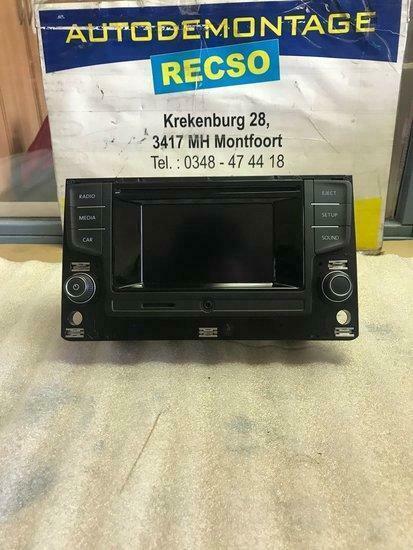 AUTODEMONTAGE
RECSO
Krekenburg 28,
3417 MH Montfoort
Tel. : 0348 - 47 44 18
RADIO
EJECT
MEDIA
SETUP
CAR
SOUND